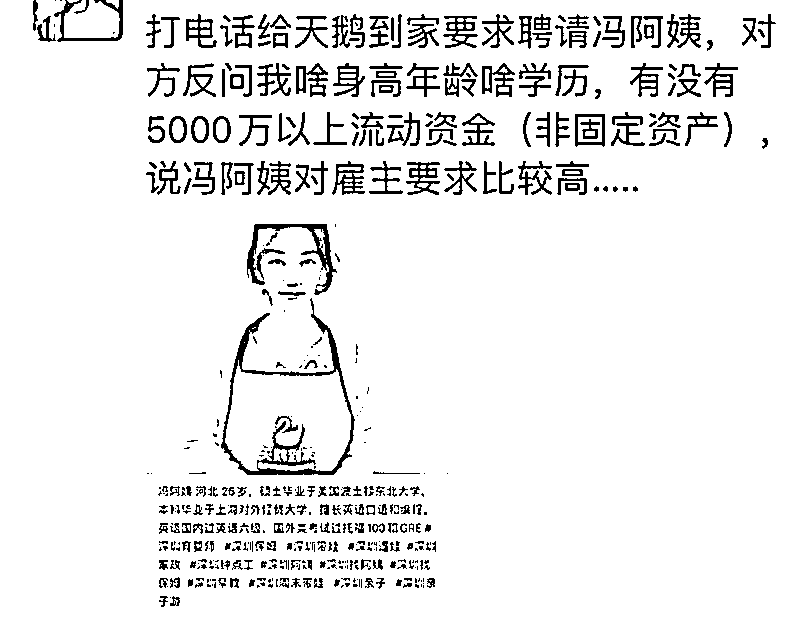 打电话给天鹅到家要求聘请冯阿姨，对
方反问我啥身高年龄啥学历，有没有
5000万以上流动资金（非固定资产），
说冯阿姨对雇主要求比较高.....
天鹅到家
冯阿姨 河北 26岁，硕士毕业于美国波士顿东北大学、
本科毕业于上海对外经贸大学，擅长英语口语和编程。
英语国内过英语六级，国外类考试过托福100和GRE #
深圳育婴师 #深圳保姆 #深圳带娃 #深圳遛娃 #深圳
家政 #深圳钟点工 #深圳阿姨 #深圳找阿姨 #深圳找
保姆 #深圳早教 #深圳周末带娃 #深圳亲子 #深圳亲
子游